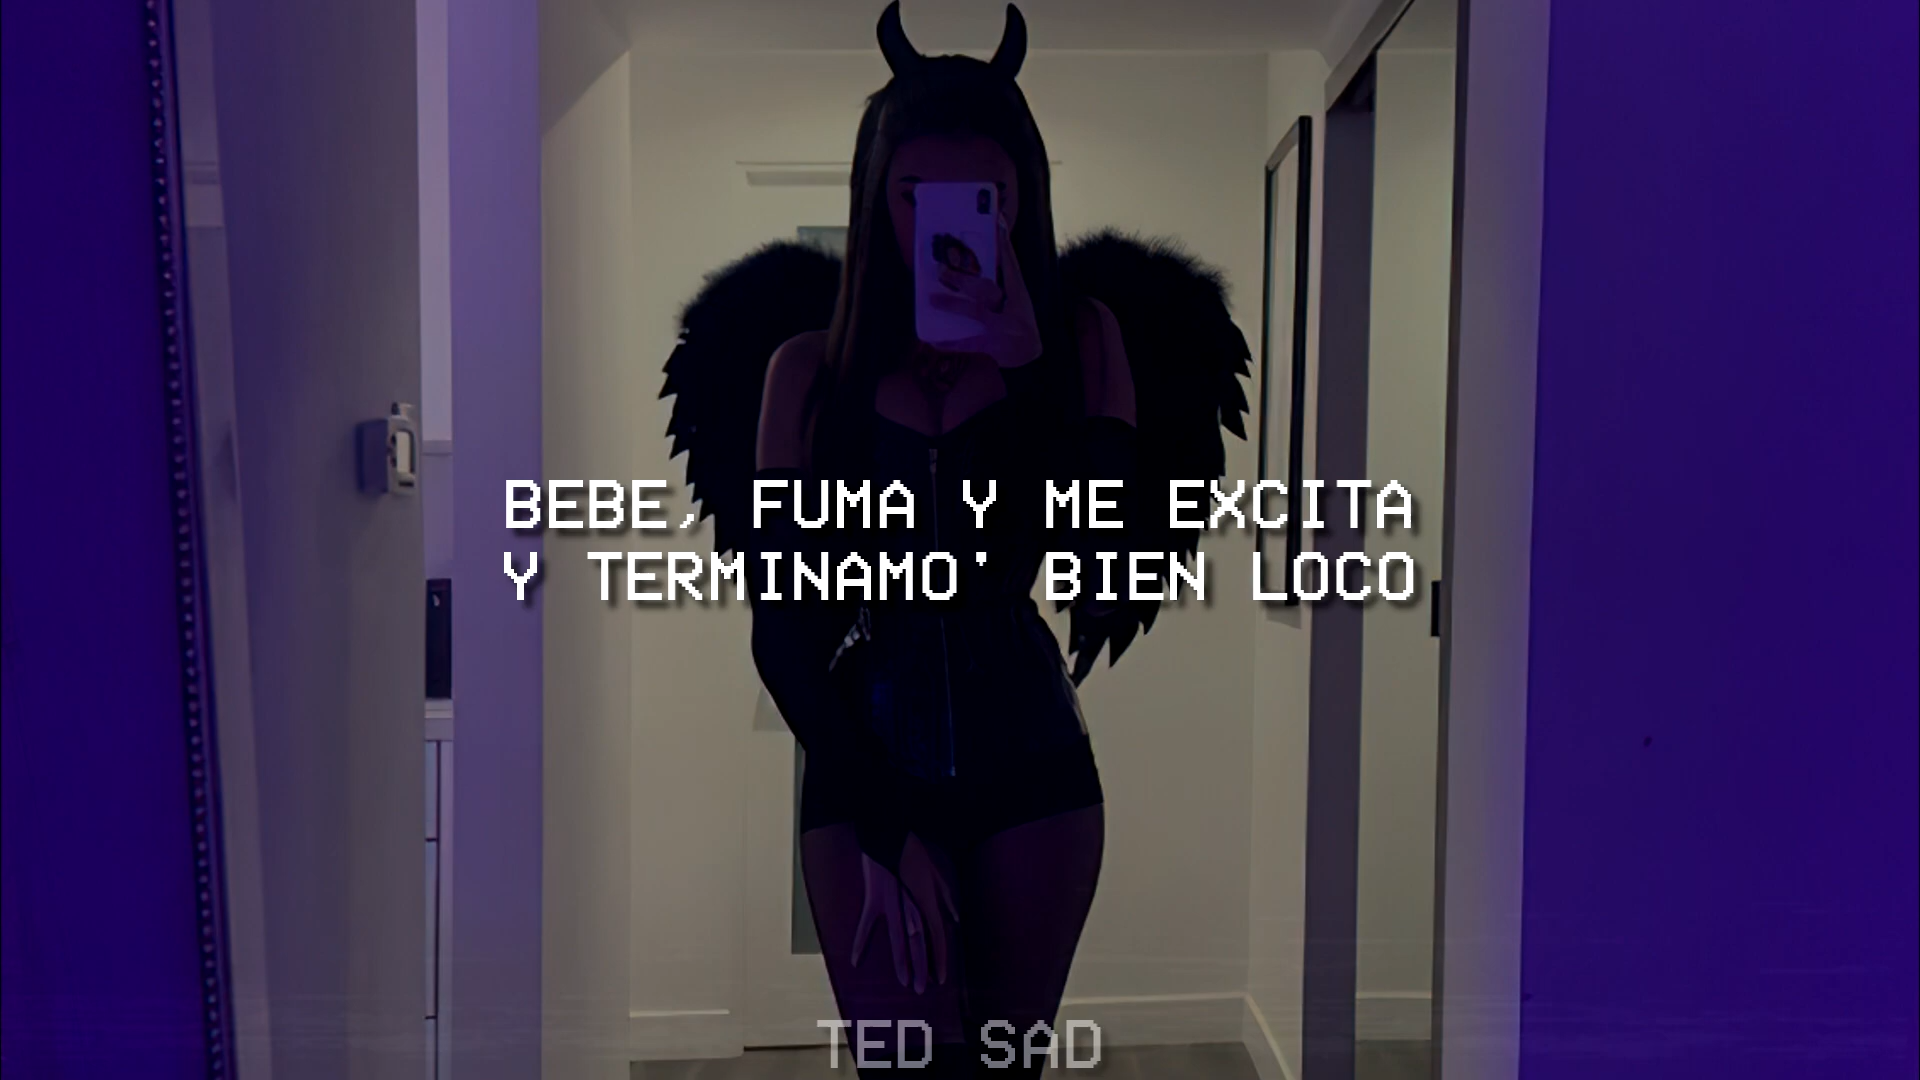 BEBE, FUMA Y ME EXCITA
Y TERMINAMO' BIEN LOCO
TED SAD